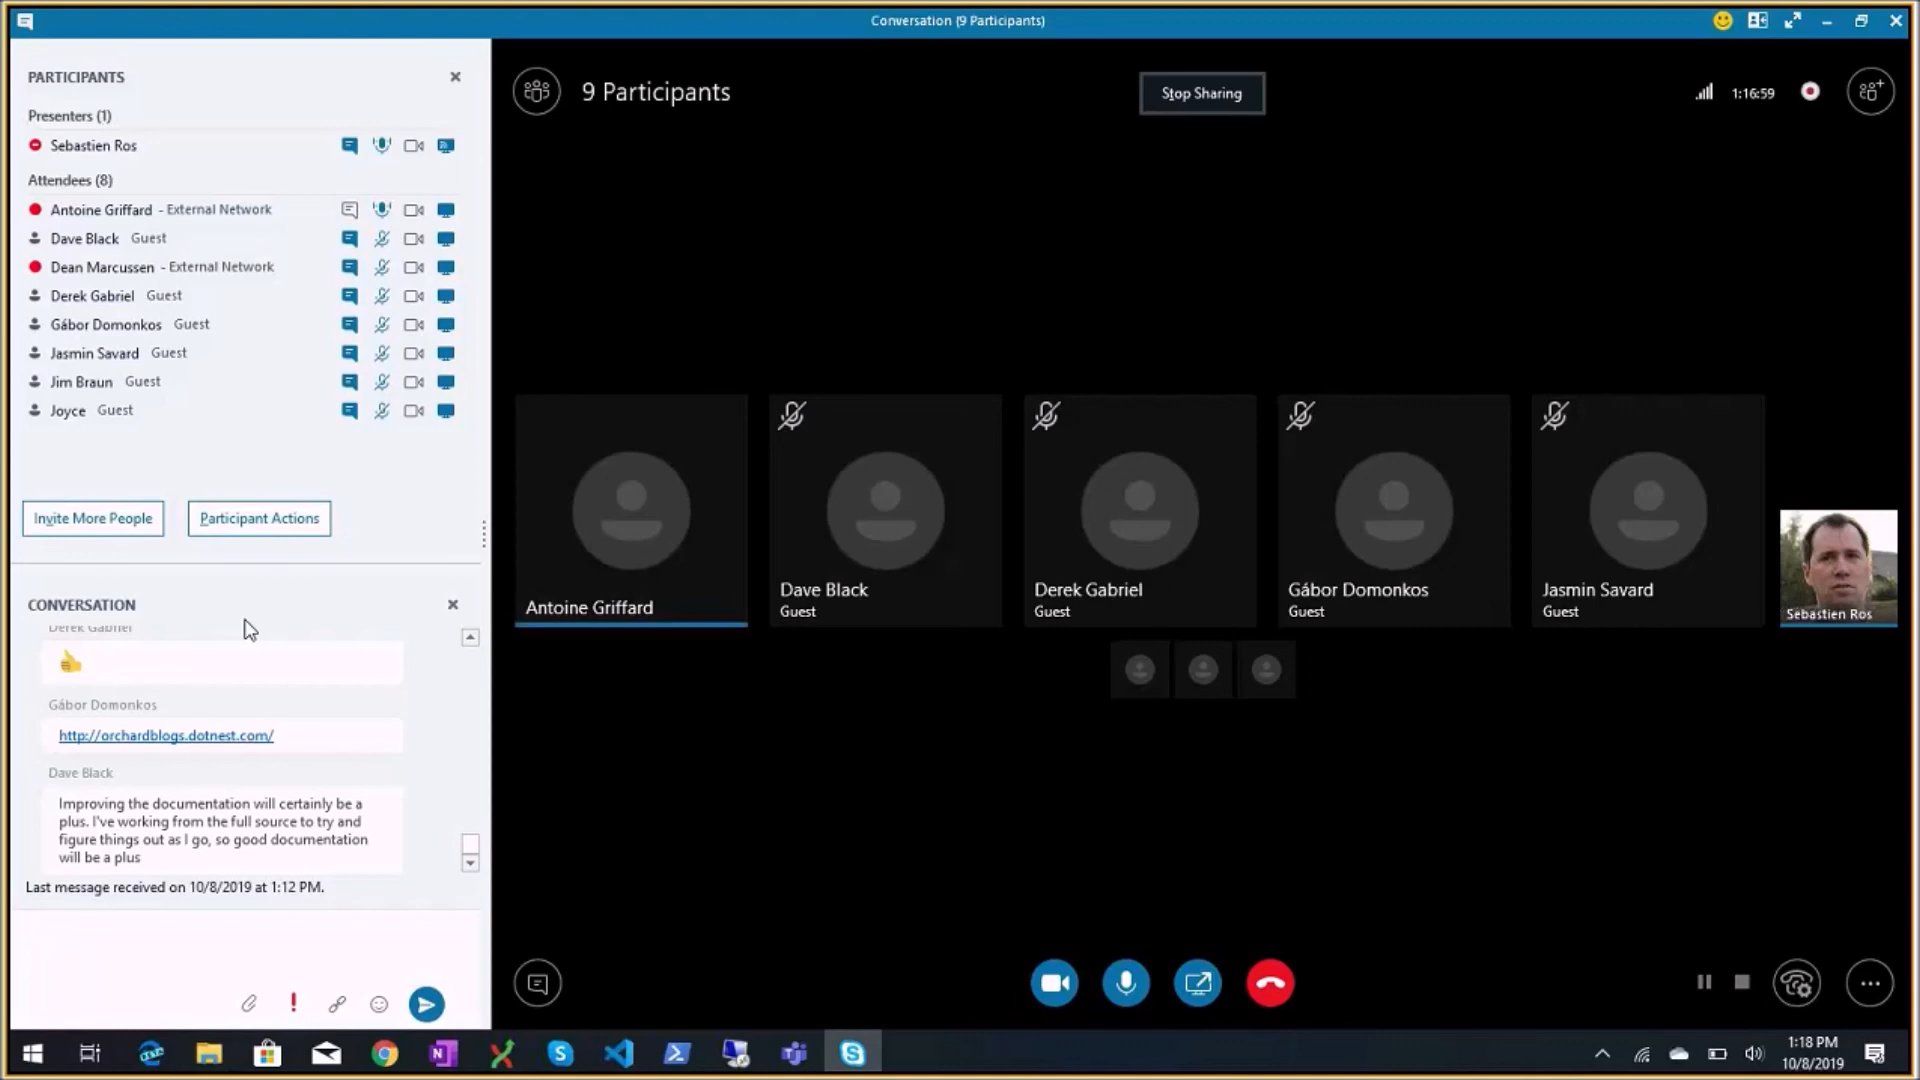 Conversation (9 Participants)
PARTICIPANTS
Presenters (1)
Sebastien Ros
Attendees (8)
Antoine Griffard - External Network
Dave Black Guest
Dean Marcussen - External Network
Derek Gabriel Guest
Gábor Domonkos Guest
Jasmin Savard Guest
Jim Braun Guest
Joyce Guest
Invite More People
Participant Actions
CONVERSATION
Derek Gabriel
Gábor Domonkos
http://orchardblogs.dotnest.com/
Dave Black
Improving the documentation will certainly be a
plus. I've working from the full source to try and
figure things out as I go, so good documentation
will be a plus
Last message received on 10/8/2019 at 1:12 PM.
9 Participants
Stop Sharing
1:16:59
Antoine Griffard
Dave Black
Guest
Derek Gabriel
Guest
Gábor Domonkos
Guest
Jasmin Savard
Guest
Sebastien Ros
1:18 PM
10/8/2019